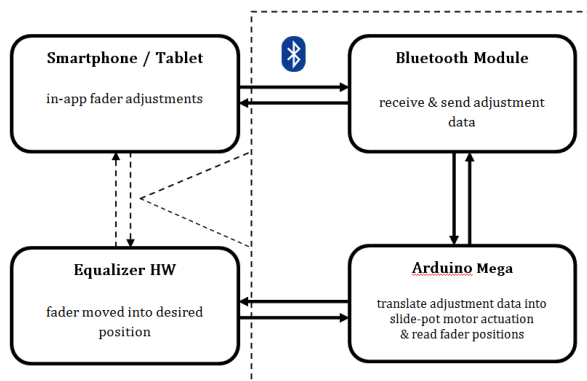 Smartphone / Tablet
in-app fader adjustments
Bluetooth Module
receive & send adjustment
data
Equalizer HW
fader moved into desired
position
Arduino Mega
translate adjustment data into
slide-pot motor actuation
& read fader positions